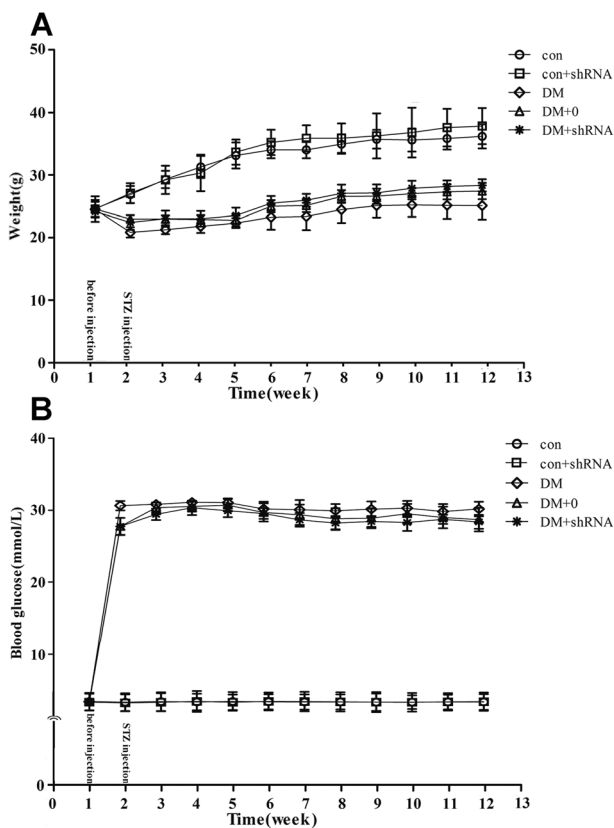 A
50
40
30
20
10
0
Weight(g)
con
con+shRNA
DM
DM+0
DM+shRNA
before injection
STZ injection
0 1 2 3 4 5 6 7 8 9 10 11 12 13
Time(week)
B
40
30
20
10
0
Blood glucose(mmol/L)
con
con+shRNA
DM
DM+0
DM+shRNA
before injection
STZ injection
0 1 2 3 4 5 6 7 8 9 10 11 12 13
Time(week)